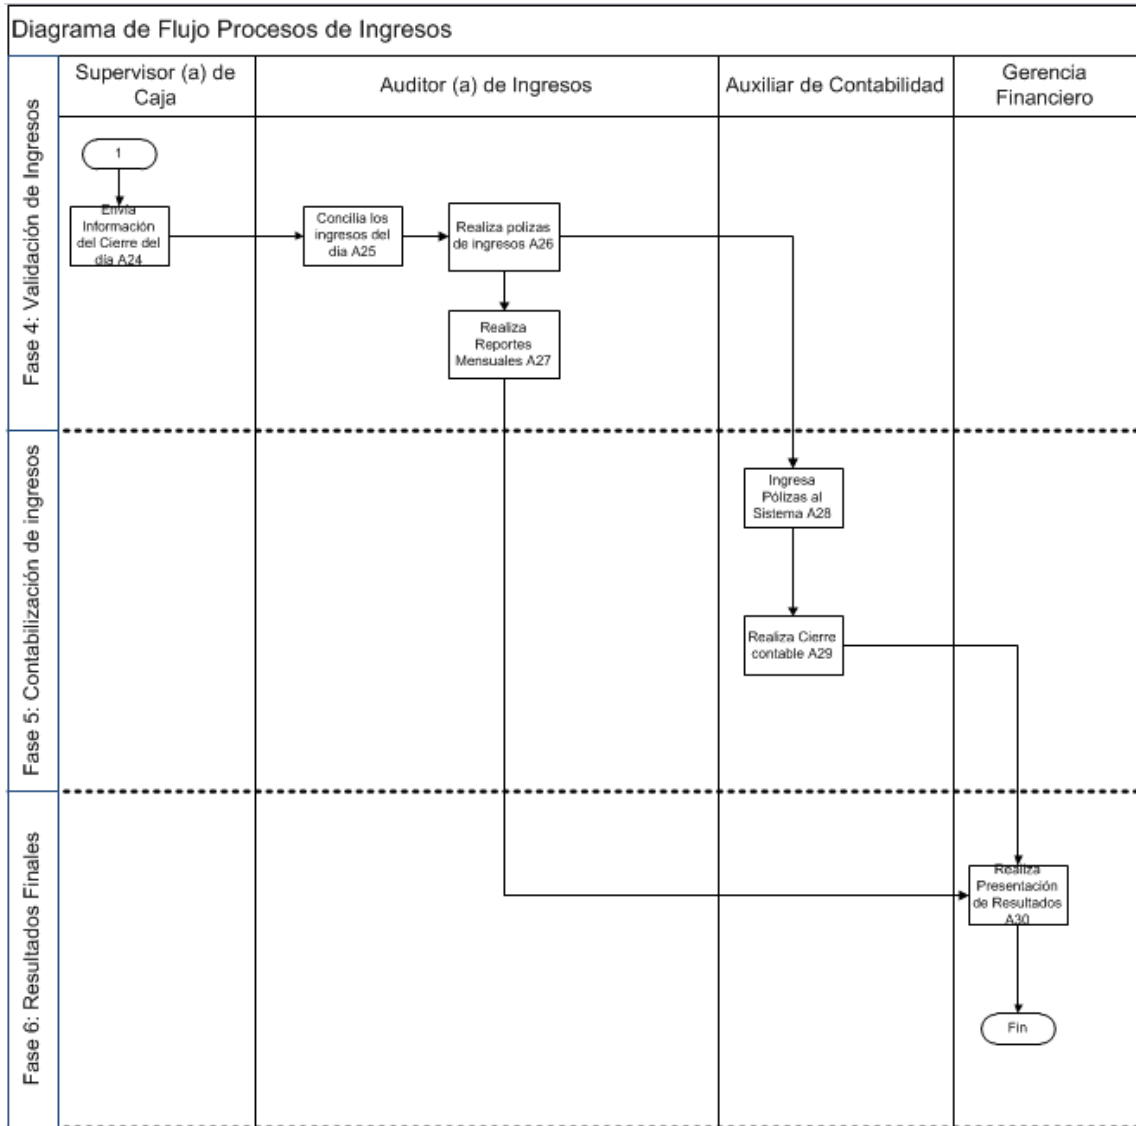 Diagrama de Flujo Procesos de Ingresos
Supervisor (a) de
Caja
Auditor (a) de Ingresos
Auxiliar de Contabilidad
Gerencia
Financiero
Fase 4: Validación de Ingresos
1
Envía
Información
del Cierre del
día A24
Concilia los
ingresos del
dia A25
Realiza polizas
de ingresos A26
Realiza
Reportes
Mensuales A27
Fase 5: Contabilización de ingresos
Ingresa
Pólizas al
Sistema A28
Realiza Cierre
contable A29
Fase 6: Resultados Finales
Realiza
Presentación
de Resultados
A30
Fin